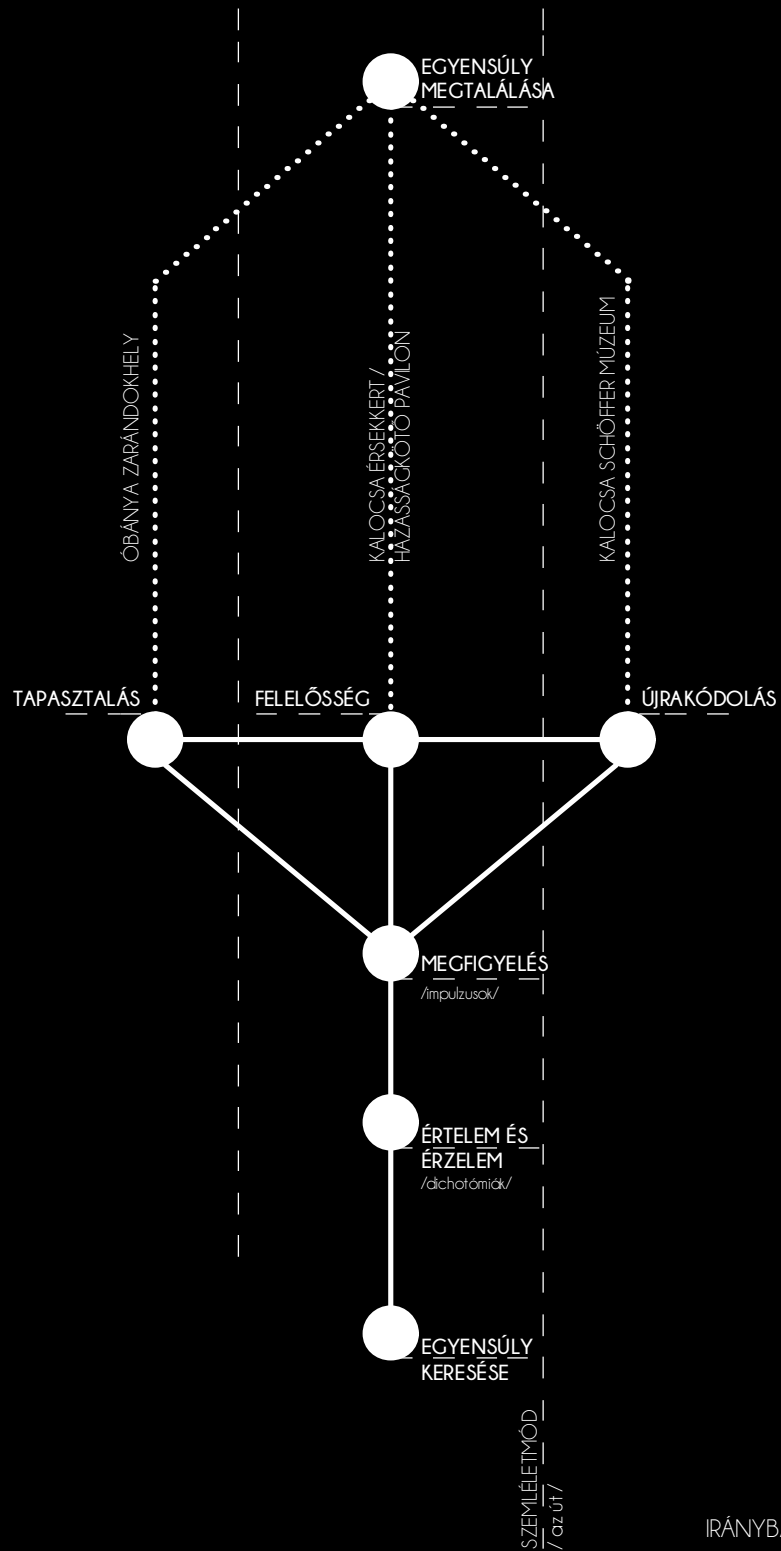 EGYENSÚLY
MEGTALÁLÁSA
ÓBÁNYA ZARÁNDOKHELY
KALOCSA ÉRSEKKERT /
HÁZASSÁGKÖTŐ PAVILON
KALOCSA SCHÖFFER MÚZEUM
TAPASZTALÁS
FELELŐSSÉG
ÚJRAKÓDOLÁS
MEGFIGYELÉS
/impulzusok/
ÉRTELEM ÉS
ÉRZELEM
/dichotómiák/
EGYENSÚLY
KERESÉSE
SZEMLÉLETMÓD
/ az út /